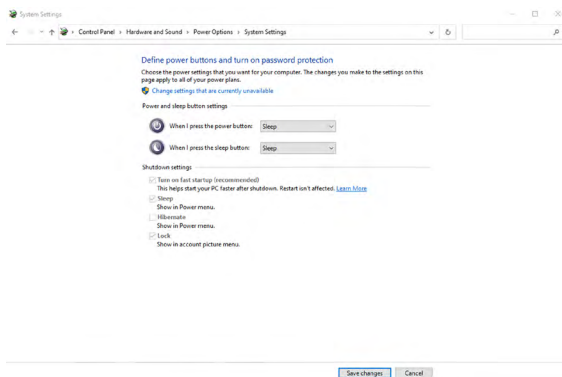 System Settings
Control Panel > Hardware and Sound > Power Options > System Settings
Define power buttons and turn on password protection
Choose the power settings that you want for your computer. The changes you make to the settings on this
page apply to all of your power plans.
Change settings that are currently unavailable
Power and sleep button settings
When I press the power button: Sleep
When I press the sleep button: Sleep
Shutdown settings
Turn on fast startup (recommended)
This helps start your PC faster after shutdown. Restart isn't affected. Learn More
Sleep
Show in Power menu.
Hibernate
Show in Power menu.
Lock
Show in account picture menu.
Save changes Cancel